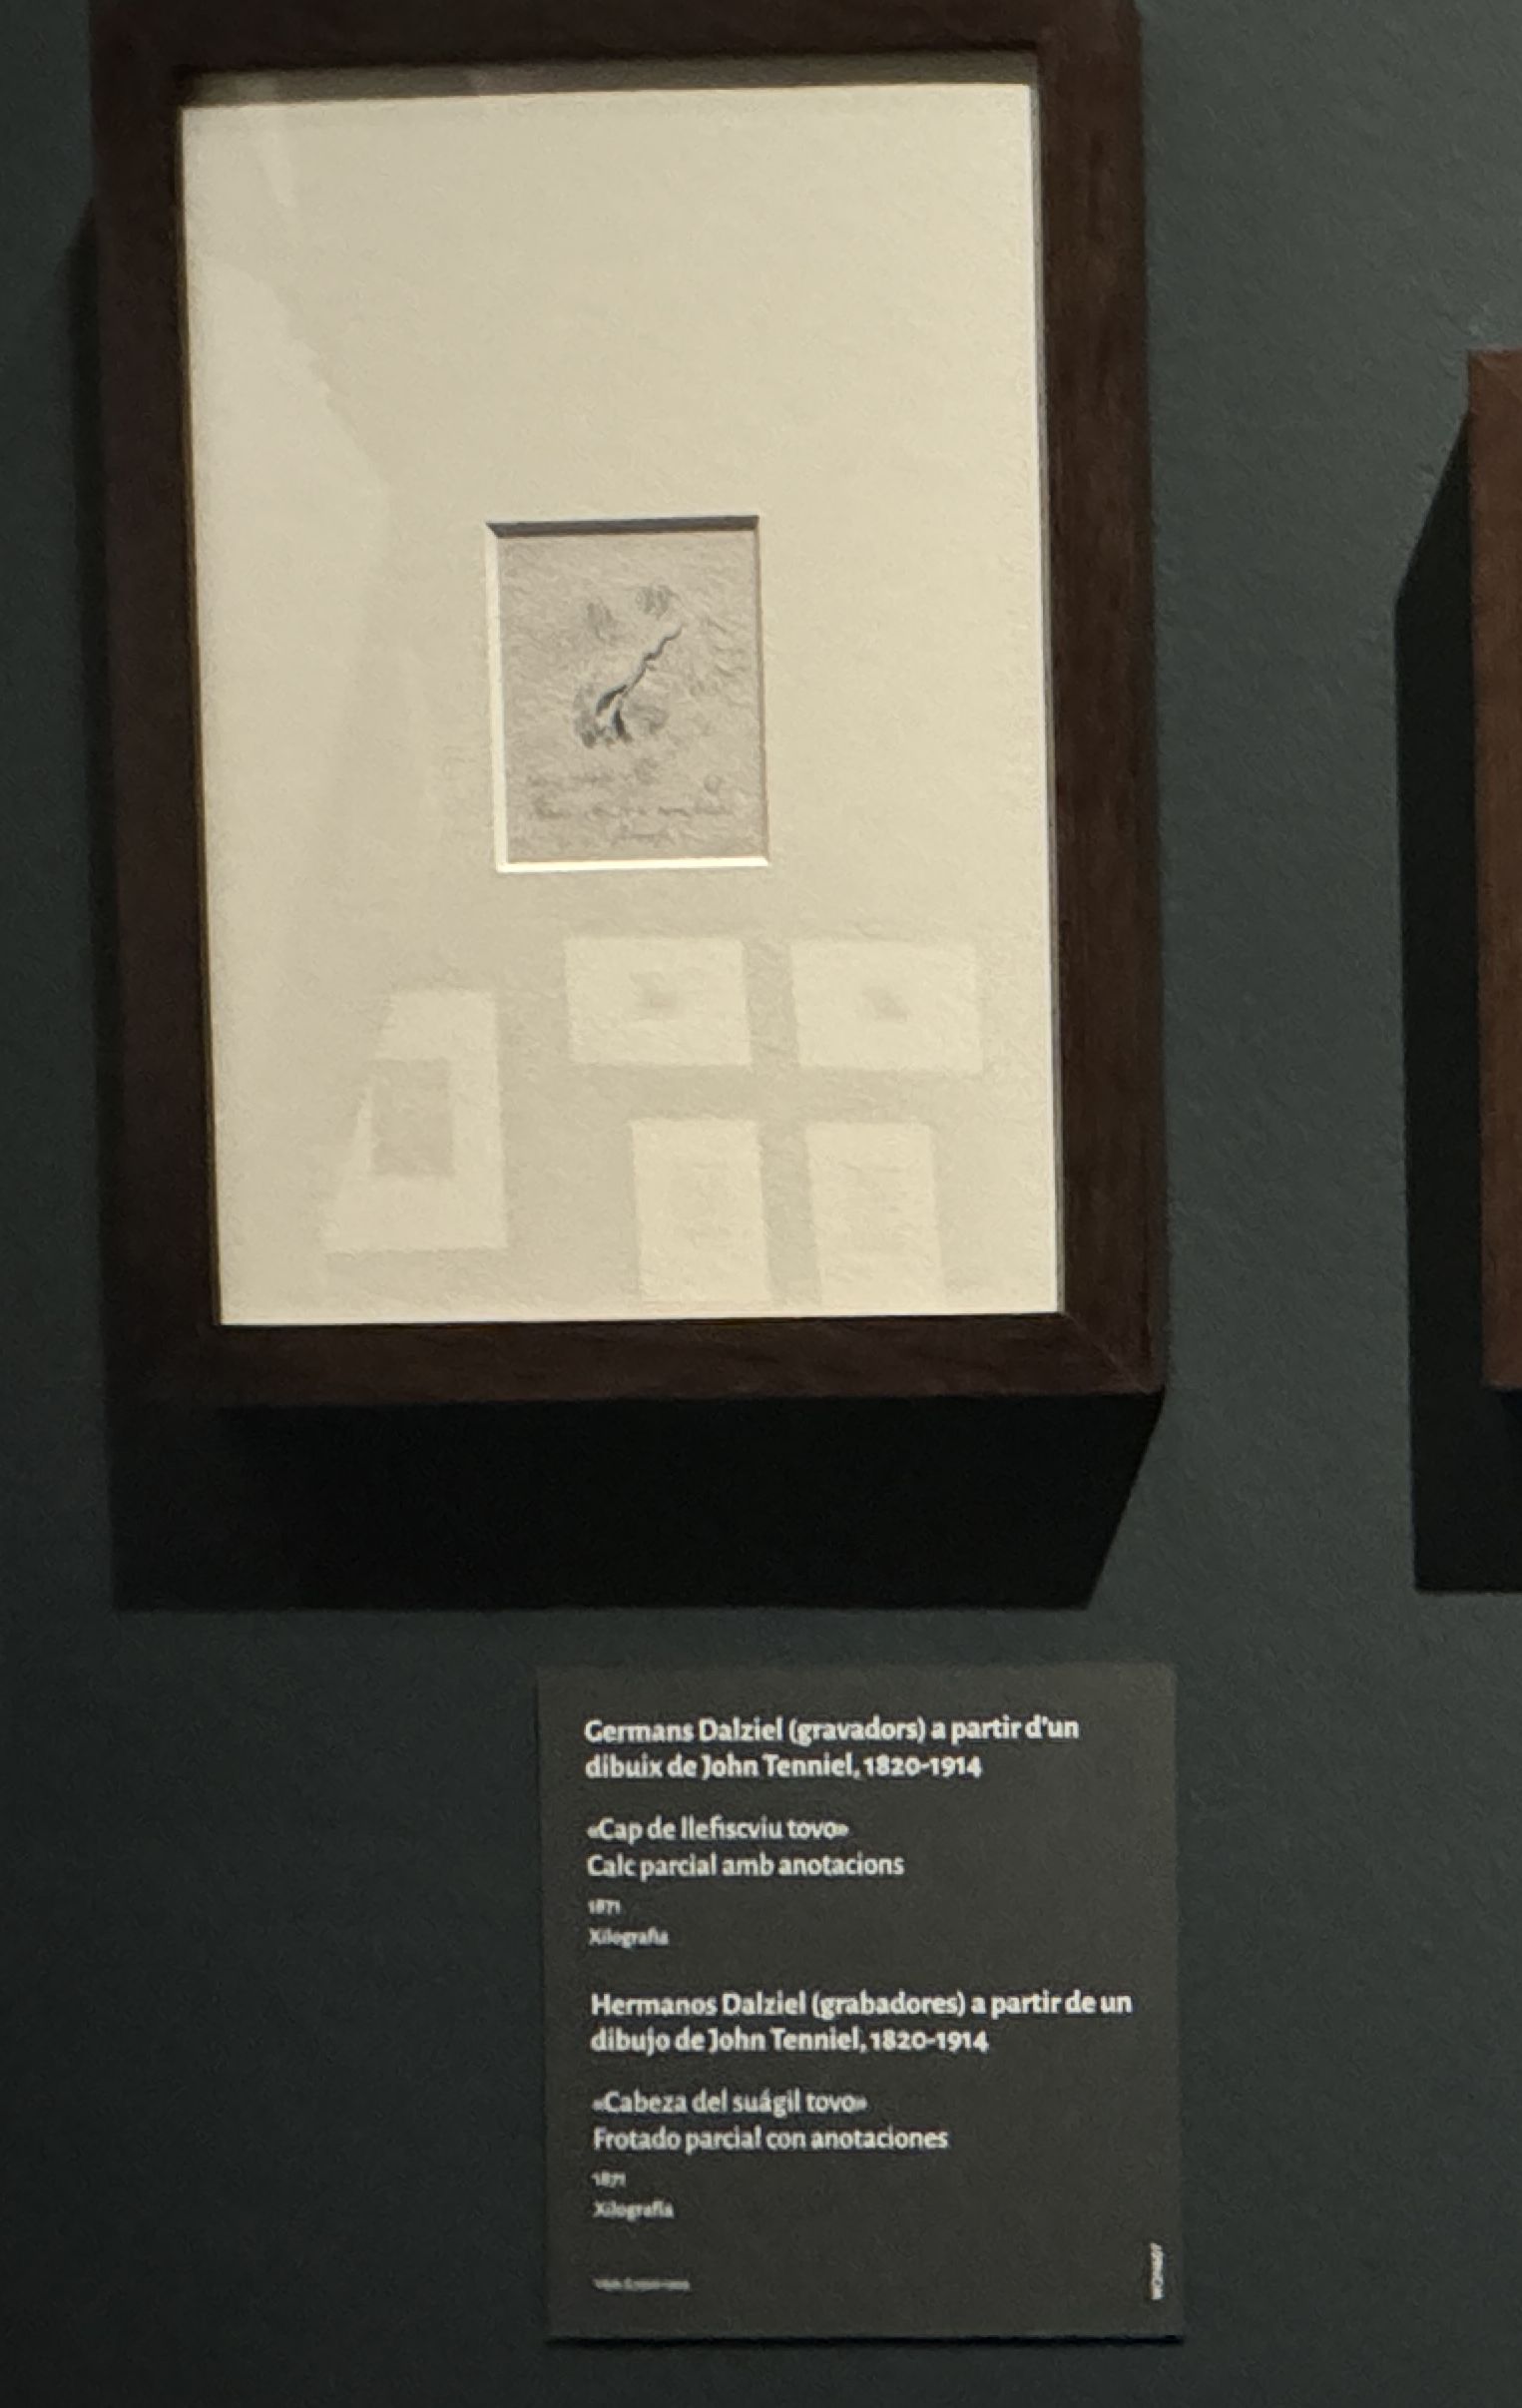 Germans Dalziel (gravadors) a partir d'un
dibuix de John Tenniel, 1820-1914
«Cap de llefiscviu tovo»
Calc parcial amb anotacions
1871
Xilografia
Hermanos Dalziel (grabadores) a partir de un
dibujo de John Tenniel, 1820-1914
«Cabeza del suágil tovo»
Frotado parcial con anotaciones
1871
Xilografía